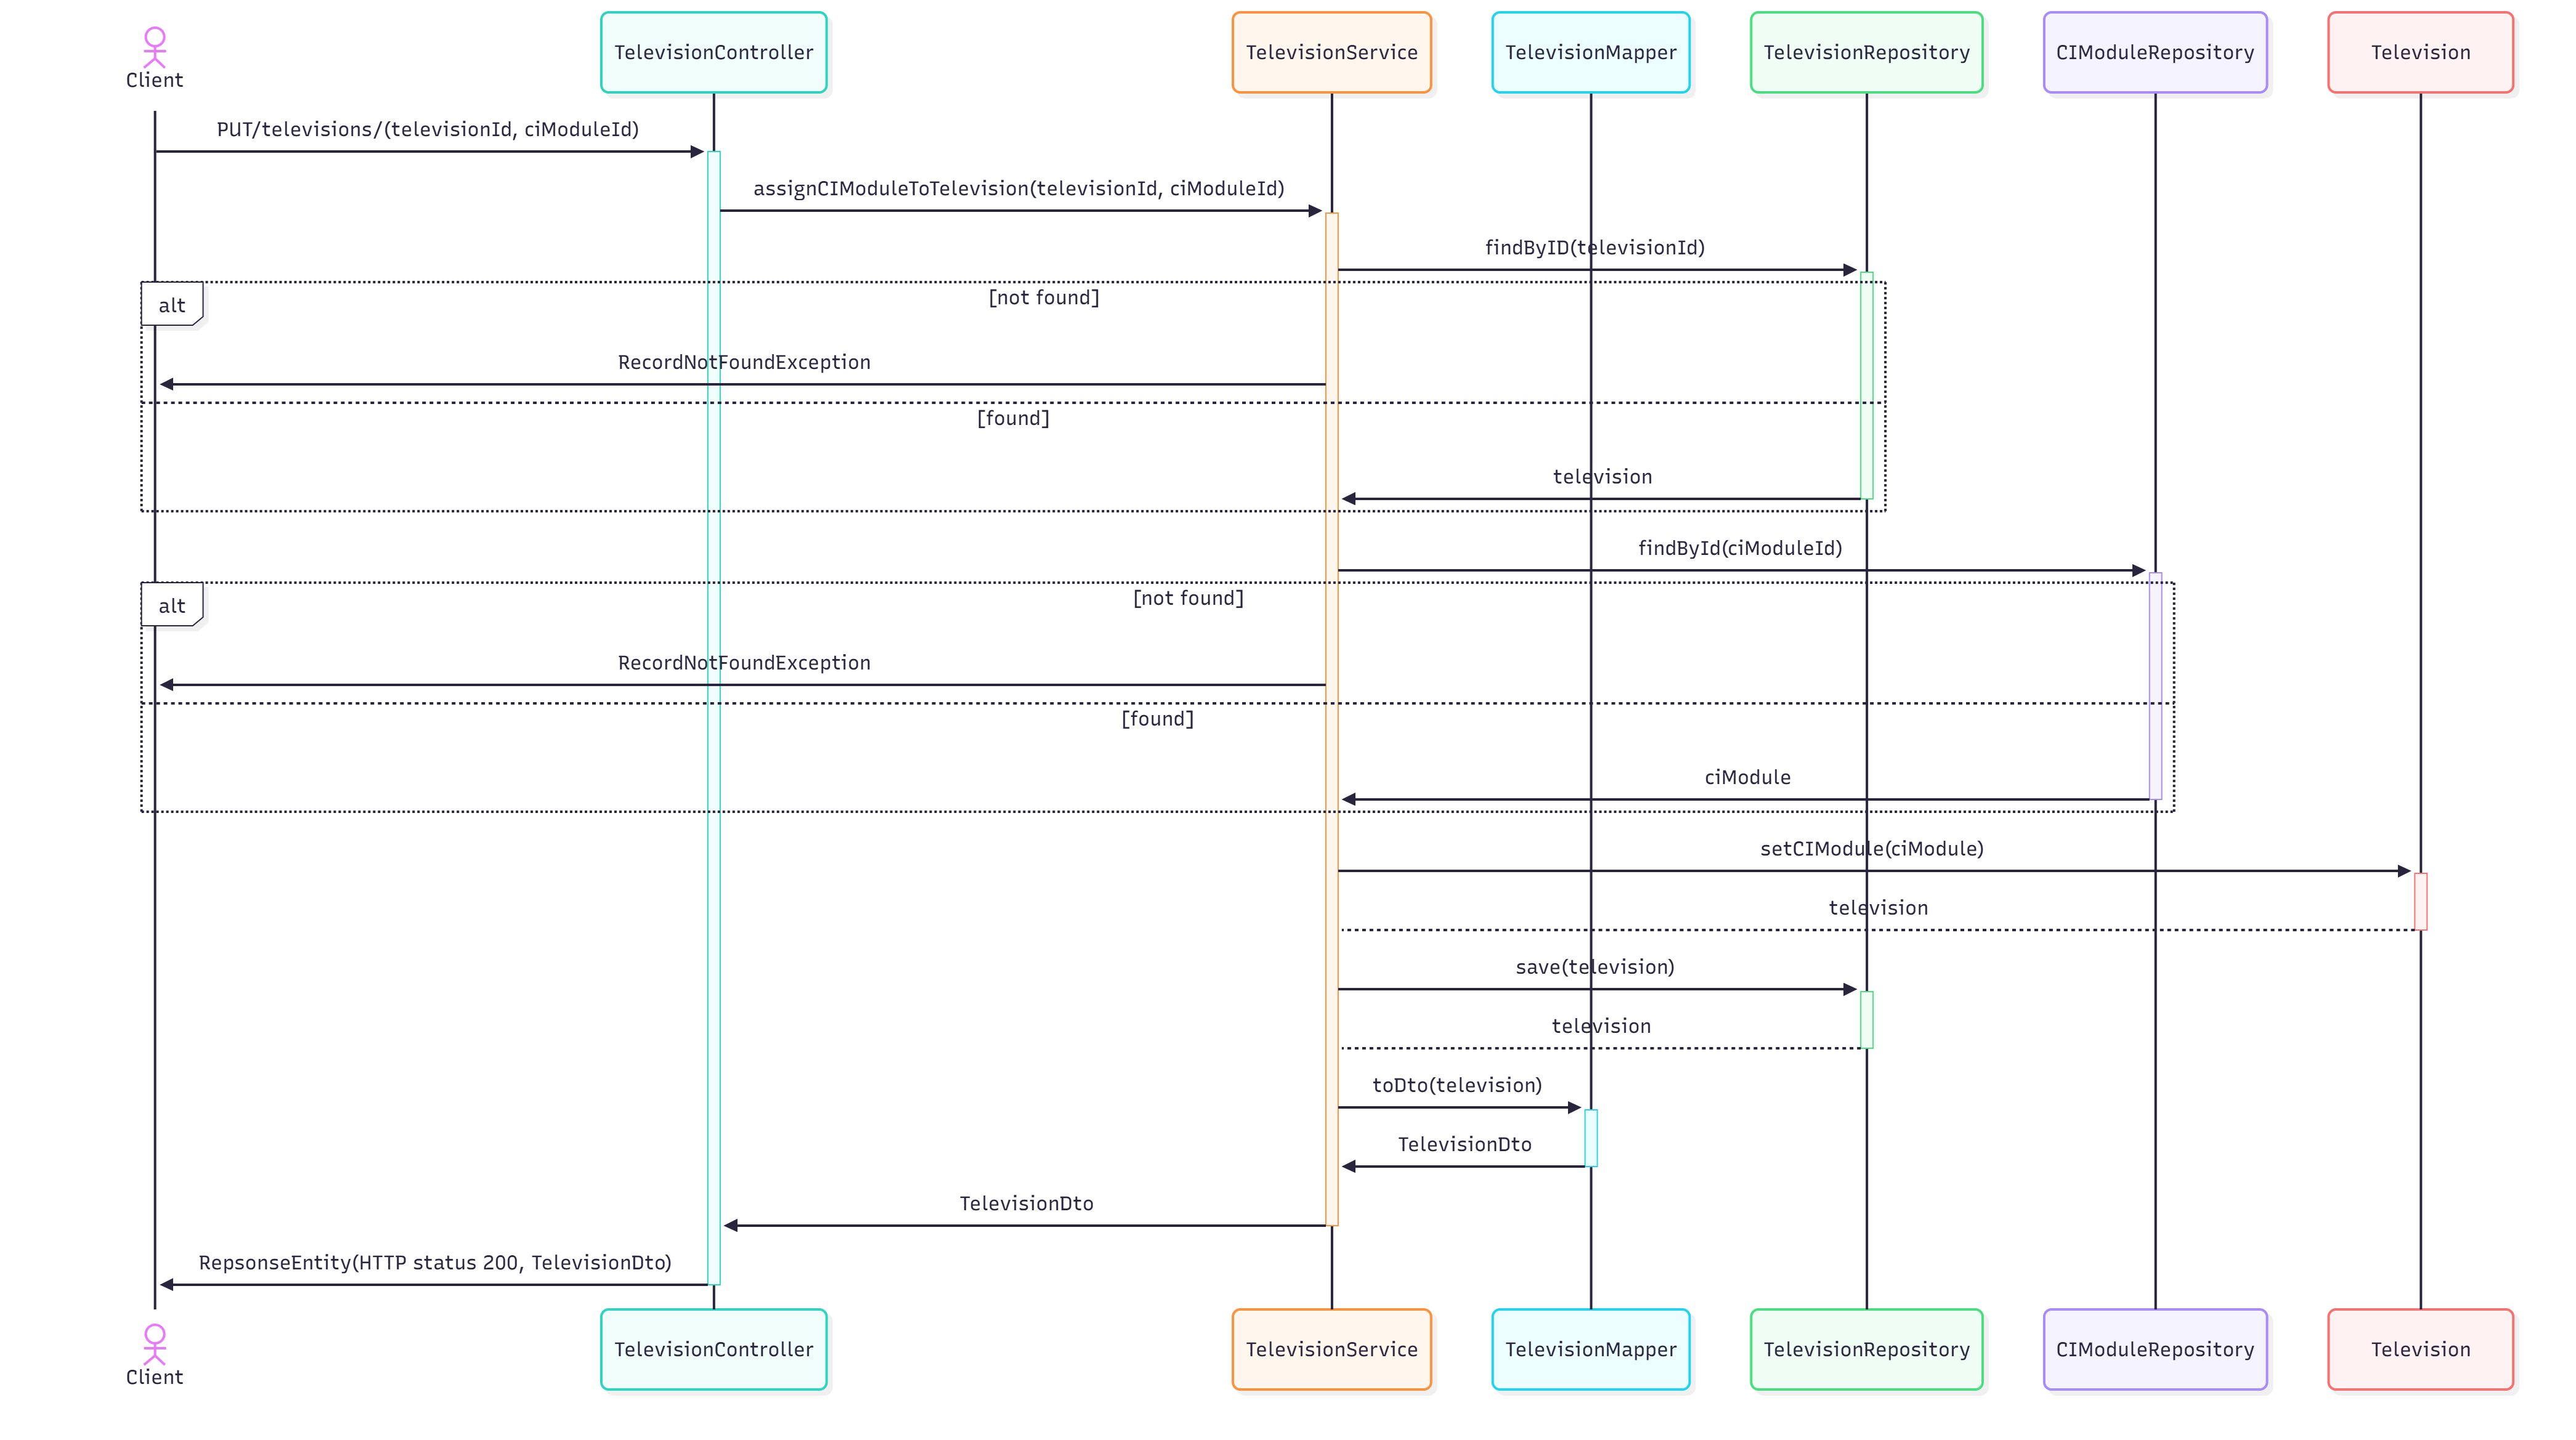 Client
TelevisionController
TelevisionService
TelevisionMapper
TelevisionRepository
CIModuleRepository
Television
PUT/televisions/(televisionId, ciModuleId)
assignCIModuleToTelevision(televisionId, ciModuleId)
findByID(televisionId)
alt
[not found]
RecordNotFoundException
[found]
television
findById(ciModuleId)
alt
[not found]
RecordNotFoundException
[found]
ciModule
setCIModule(ciModule)
television
save(television)
television
toDto(television)
TelevisionDto
TelevisionDto
RepsonseEntity(HTTP status 200, TelevisionDto)
Client
TelevisionController
TelevisionService
TelevisionMapper
TelevisionRepository
CIModuleRepository
Television